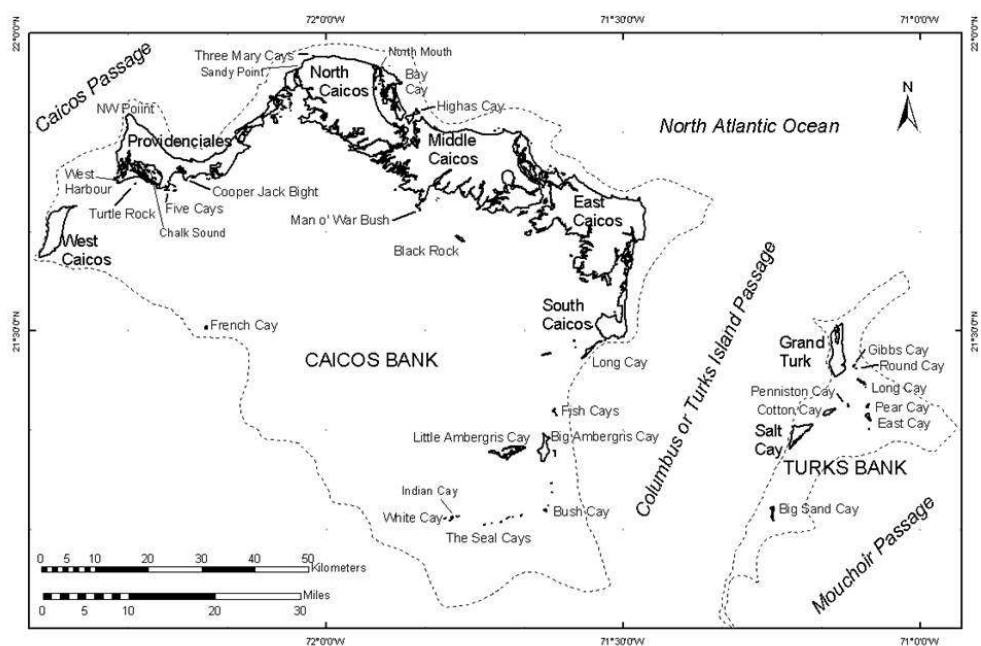 72°0'0"W
71°30'0"W
71°0'0"W
22°0'0"N
22°0'0"N
Caicos Passage
Three Mary Cays
North Mouth
Sandy Point
North
Caicos
Bay
Cay
N
NW Point
Highas Cay
North Atlantic Ocean
Providenciales
Middle
Caicos
West
Harbour
Cooper Jack Bight
Turtle Rock
Five Cays
Chalk Sound
Man o' War Bush
East
Caicos
West
Caicos
Black Rock
South
Caicos
21°30'0"N
21°30'0"N
French Cay
CAICOS BANK
Long Cay
Columbus or Turks Island Passage
Grand
Turk
Gibbs Cay
Round Cay
Long Cay
Penniston Cay
Cotton Cay
Pear Cay
East Cay
Salt
Cay
Fish Cays
Little Ambergris Cay
Big Ambergris Cay
TURKS BANK
Indian Cay
White Cay
Bush Cay
The Seal Cays
Big Sand Cay
Mouchoir Passage
0 5 10 20 30 40 50
Kilometers
Miles
0 5 10 20 30
72°0'0"W
71°30'0"W
71°0'0"W